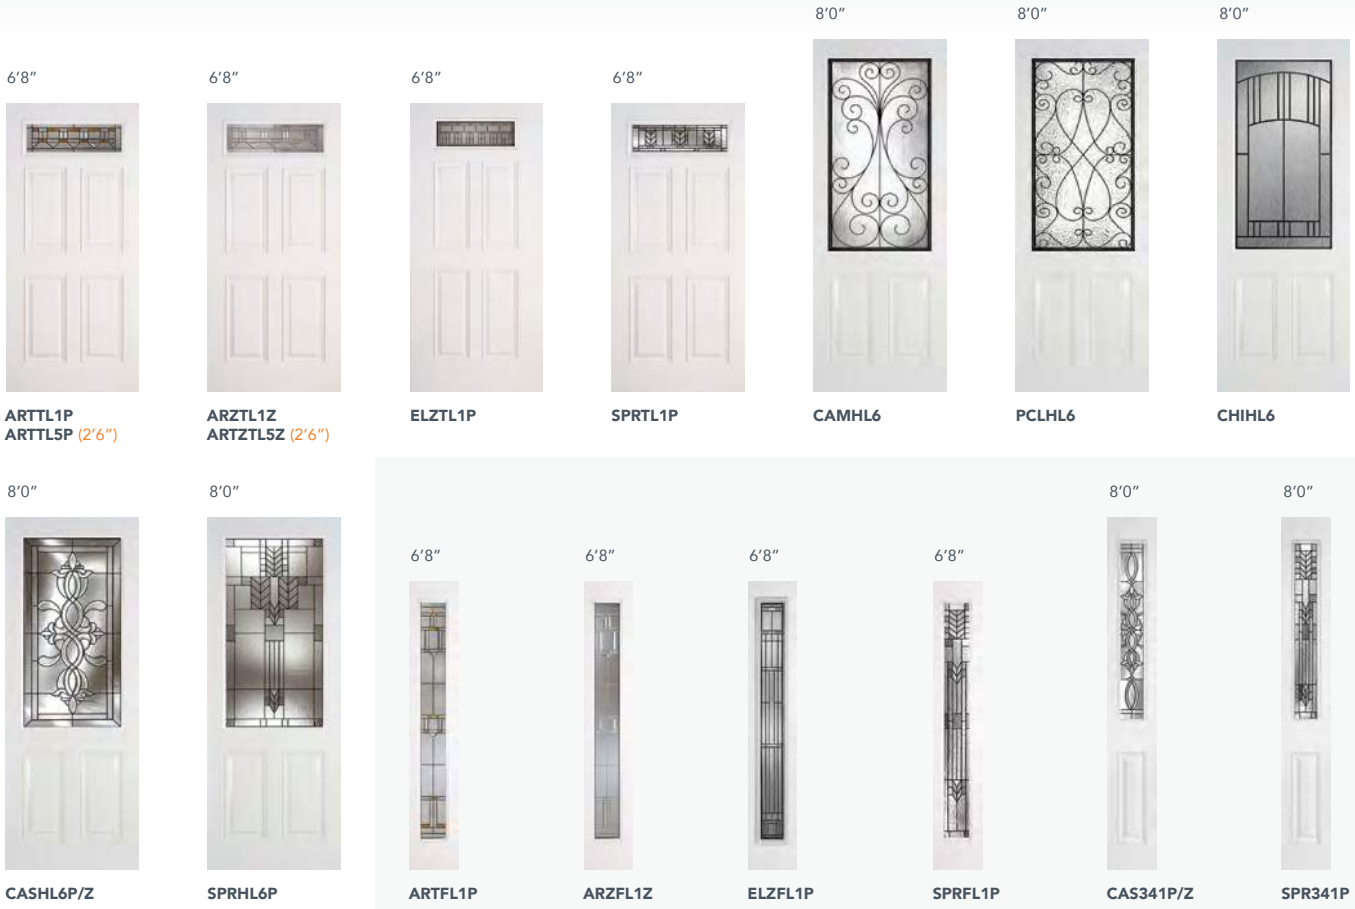 8'0" 8'0" 8'0"
6'8" 6'8" 6'8" 6'8"
ARTTL1P ARZTL1Z ELZTL1P SPRTL1P CAMHL6 PCLHL6 CHIHL6
ARTTL5P (2'6") ARTZTL5Z (2'6")
8'0" 8'0" 8'0" 8'0"
6'8" 6'8" 6'8" 6'8"
CASHL6P/Z SPRHL6P ARTFL1P ARZFL1Z ELZFL1P SPRFL1P CAS341P/Z SPR341P